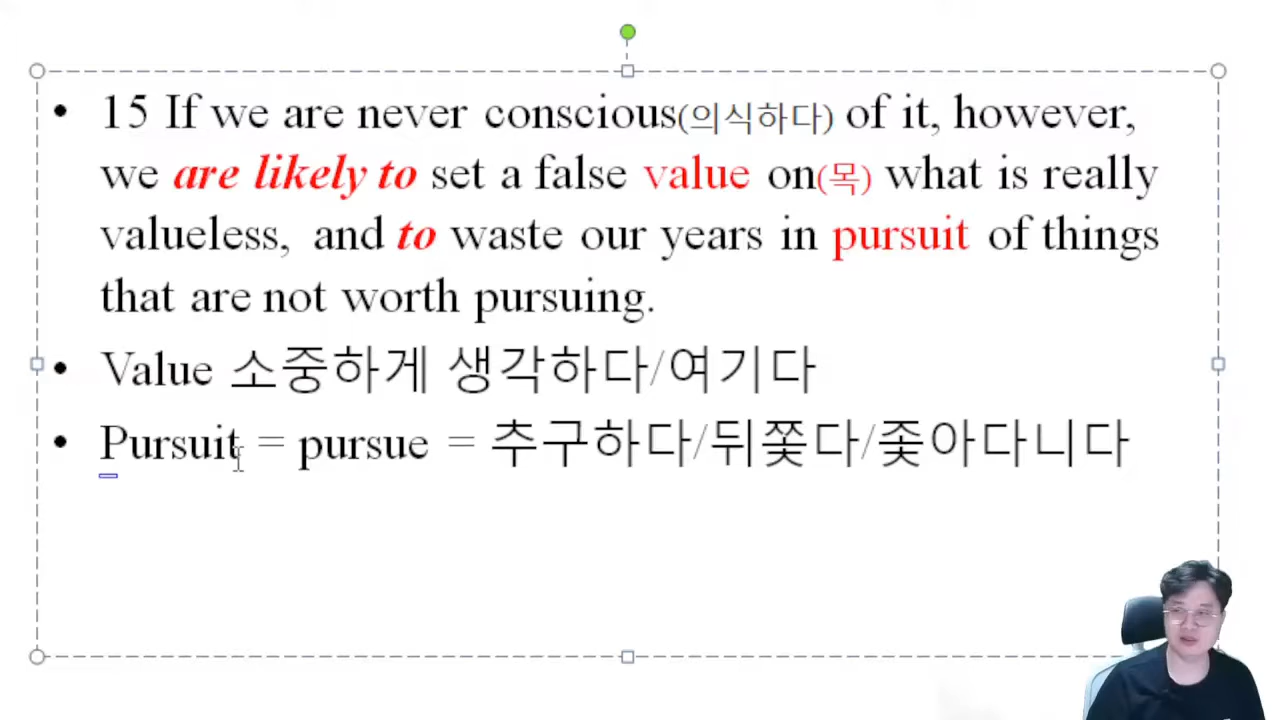 • 15 If we are never conscious(의식하다) of it, however,
we are likely to set a false value on(목) what is really
valueless, and to waste our years in pursuit of things
that are not worth pursuing.
• Value 소중하게 생각하다/여기다
• Pursuit = pursue = 추구하다/뒤쫓다/좇아다니다